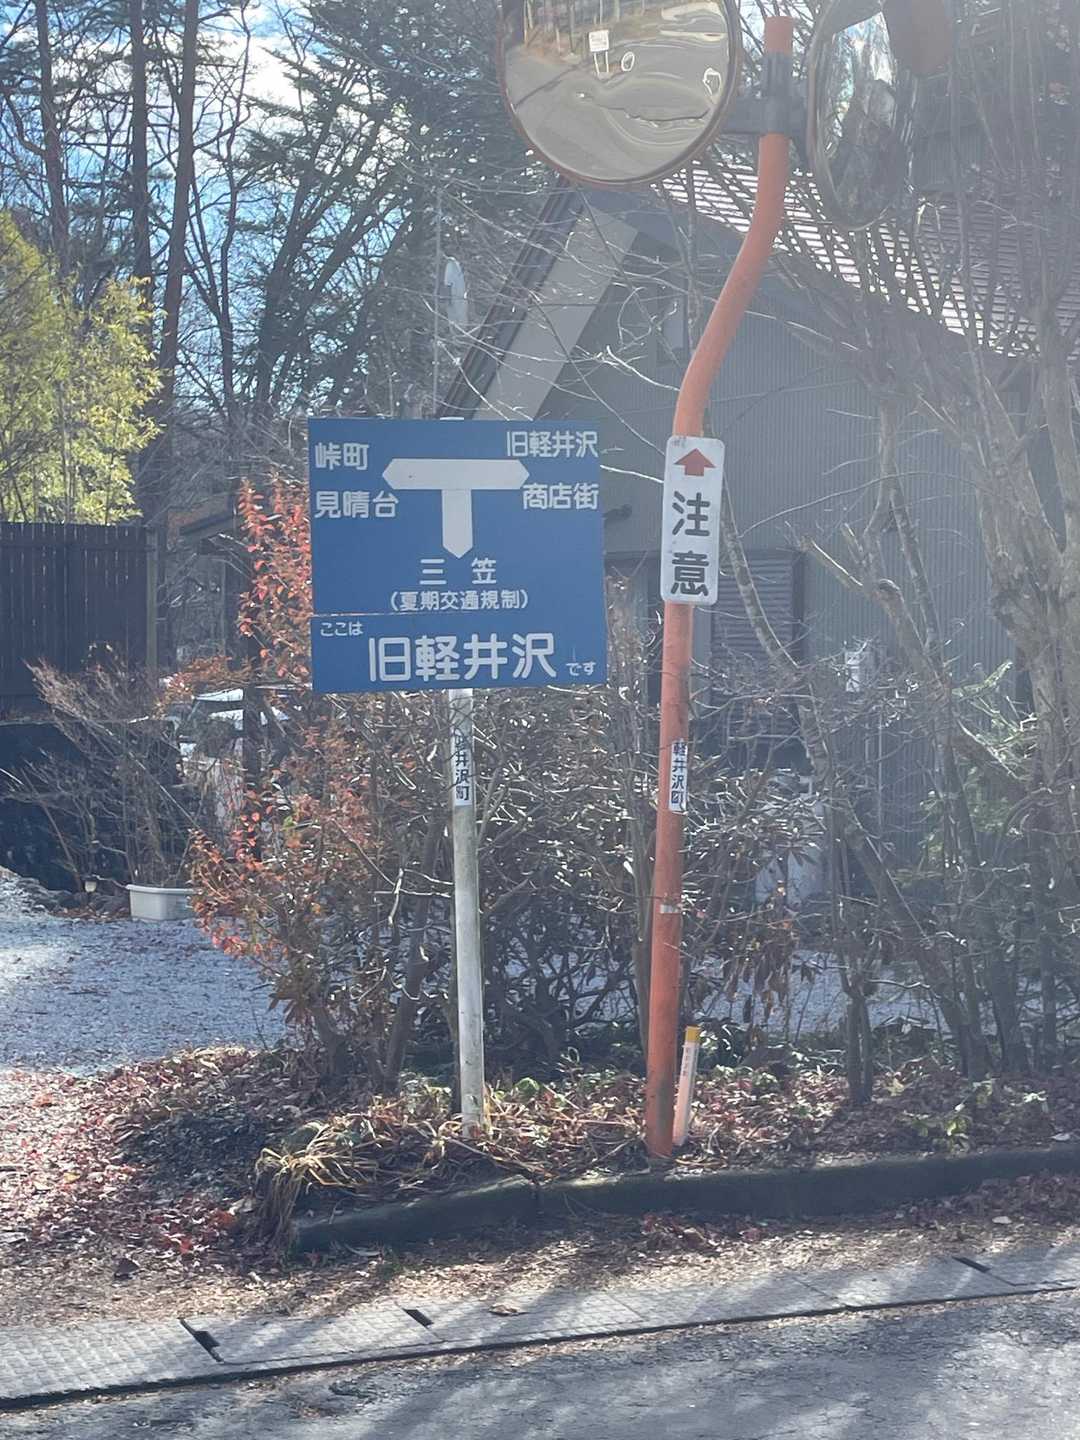 峠町
見晴台
旧軽井沢
商店街
三笠
(夏期交通規制)
ここは
旧軽井沢です
注意
軽井沢町
軽井沢町